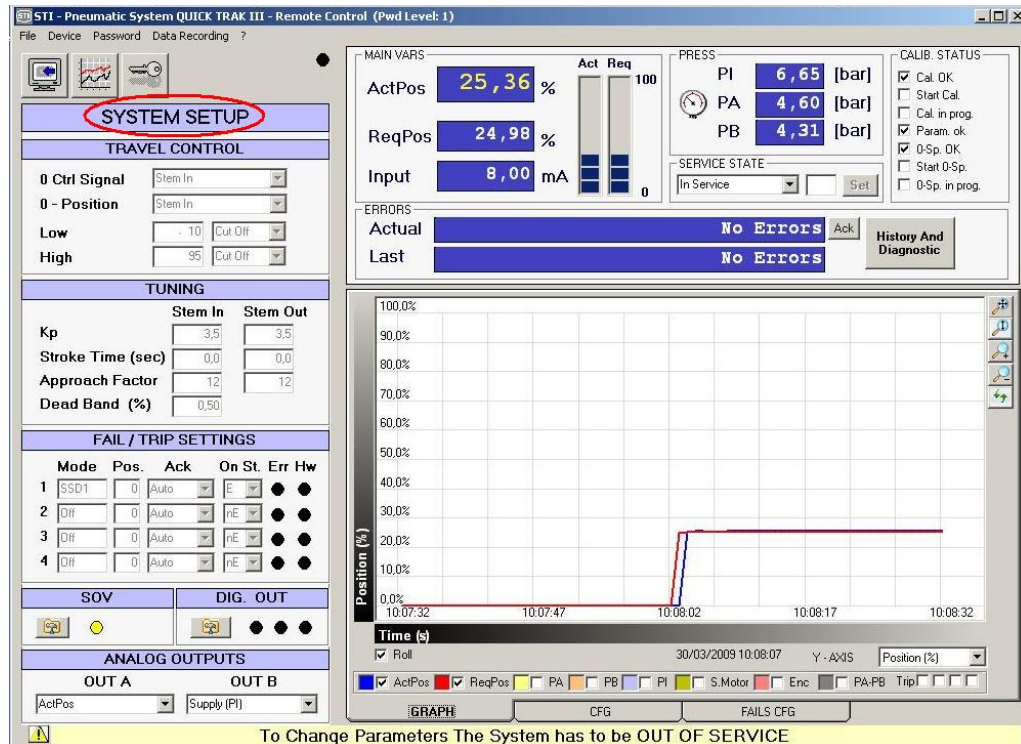 STI - Pneumatic System QUICK TRAK III - Remote Control (Pwd Level: 1)
File Device Password Data Recording ?
SYSTEM SETUP
TRAVEL CONTROL
0 Ctrl Signal Stem In
0 - Position Stem In
Low - 10 Cut Off
High 95 Cut Off
TUNING
Stem In Stem Out
Kp 3,5 3,5
Stroke Time (sec) 0,0 0,0
Approach Factor 12 12
Dead Band (%) 0,50
FAIL / TRIP SETTINGS
Mode Pos. Ack On St. Err Hw
1 SSD1 0 Auto E
2 Off 0 Auto nE
3 Off 0 Auto nE
4 Off 0 Auto nE
SOV DIG. OUT
ANALOG OUTPUTS
OUT A OUT B
ActPos Supply (PI)
MAIN VARS
Act Req
ActPos 25,36 %
100
ReqPos 24,98 %
Input 8,00 mA
0
PRESS
PI 6,65 [bar]
PA 4,60 [bar]
PB 4,31 [bar]
SERVICE STATE
In Service Set
CALIB. STATUS
Cal. OK
Start Cal.
Cal. in prog.
Param. ok
0-Sp. OK
Start 0-Sp.
0-Sp. in prog.
ERRORS
Actual No Errors Ack
Last No Errors
History And
Diagnostic
100,0%
90,0%
80,0%
70,0%
60,0%
50,0%
40,0%
30,0%
20,0%
10,0%
0,0%
Position (%)
10:07:32 10:07:47 10:08:02 10:08:17 10:08:32
Time (s)
Roll 30/03/2009 10:08:07 Y - AXIS Position (%)
ActPos ReqPos PA PB PI S.Motor Enc PA-PB Trip
GRAPH CFG FAILS CFG
To Change Parameters The System has to be OUT OF SERVICE